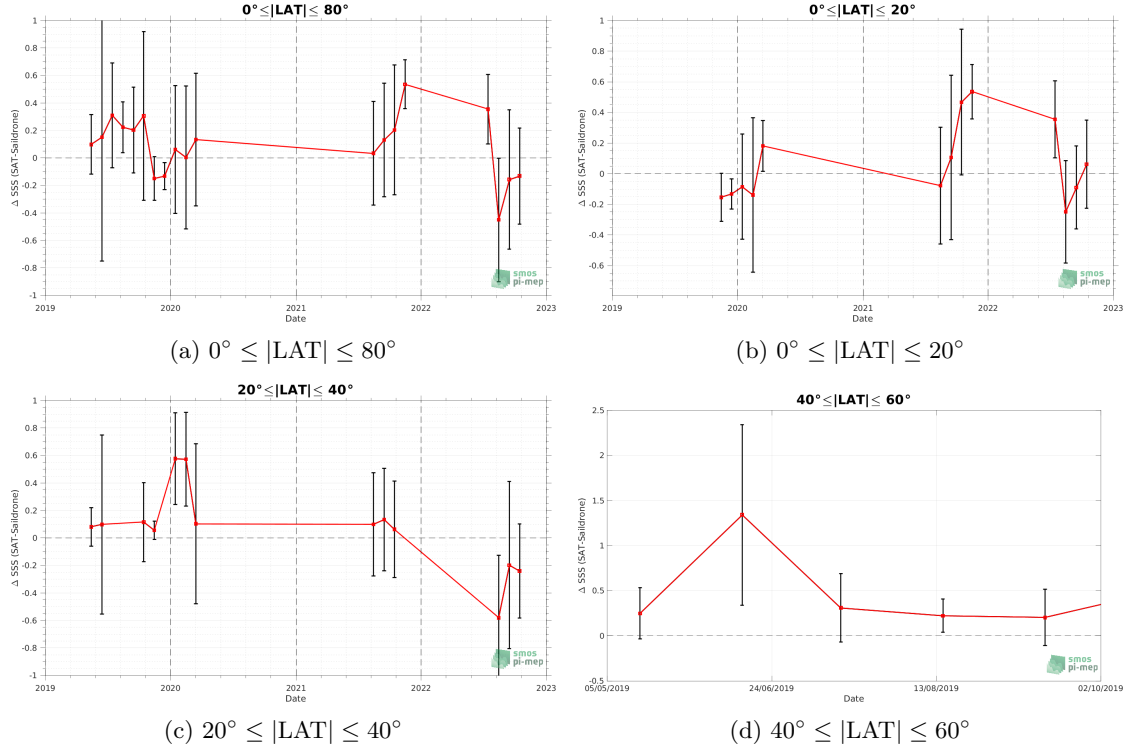 0°≤|LAT|≤ 80°
Δ SSS (SAT-Saildrone)
1
0.8
0.6
0.4
0.2
0
-0.2
-0.4
-0.6
-0.8
-1
2019
2020
2021
2022
2023
Date
smos
pi-mep
(a) 0° ≤ |LAT| ≤ 80°
0°≤|LAT|≤ 20°
Δ SSS (SAT-Saildrone)
1
0.8
0.6
0.4
0.2
0
-0.2
-0.4
-0.6
2019
2020
2021
2022
2023
Date
smos
pi-mep
(b) 0° ≤ |LAT| ≤ 20°
20°≤|LAT|≤ 40°
Δ SSS (SAT-Saildrone)
1
0.8
0.6
0.4
0.2
0
-0.2
-0.4
-0.6
-0.8
-1
2019
2020
2021
2022
2023
Date
smos
pi-mep
(c) 20° ≤ |LAT| ≤ 40°
40°≤|LAT|≤ 60°
Δ SSS (SAT-Saildrone)
2.5
2
1.5
1
0.5
0
-0.5
05/05/2019
24/06/2019
13/08/2019
02/10/2019
Date
smos
pi-mep
(d) 40° ≤ |LAT| ≤ 60°